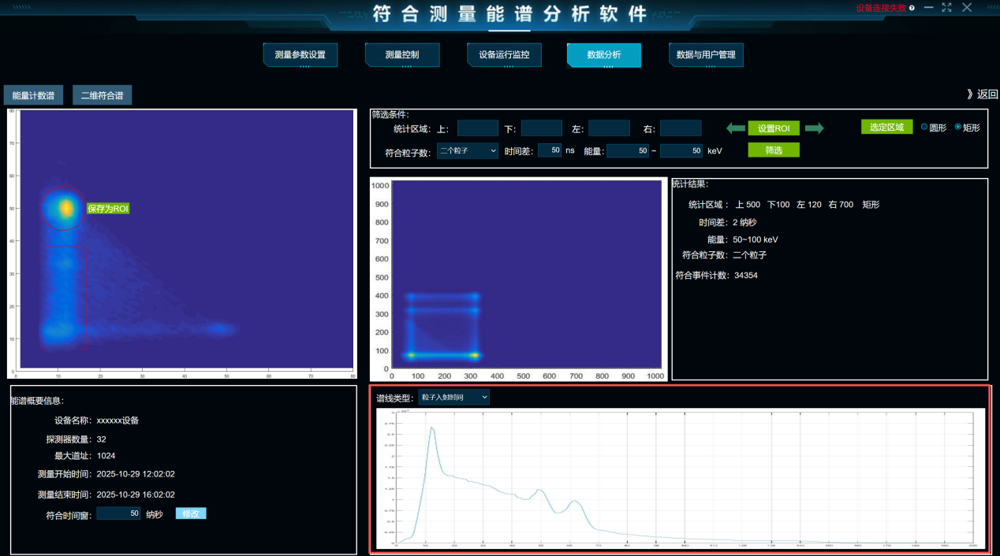 符合测量能谱分析软件
设备连接失败
测量参数设置 测量控制 设备运行监控 数据分析 数据与用户管理
能量计数谱 二维符合谱
》返回
80
70
60
50
40
30
20
10
0
0 10 20 30 40 50 60 70 80
保存为ROI
筛选条件：
统计区域：上： 下： 左： 右： 设置ROI 选定区域 圆形 矩形
符合粒子数： 二个粒子 时间差： 50 ns 能量： 50 ~ 50 keV 筛选
1000
900
800
700
600
500
400
300
200
100
0
0 100 200 300 400 500 600 700 800 900 1000
统计结果：
统计区域： 上 500 下100 左 120 右 700 矩形
时间差：2 纳秒
能量：50~100 keV
符合粒子数：二个粒子
符合事件计数：34354
能谱概要信息：
设备名称：xxxxxx设备
探测器数量：32
最大道址：1024
测量开始时间：2025-10-29 12:02:02
测量结束时间：2025-10-29 16:02:02
符合时间窗： 50 纳秒 修改
谱线类型： 粒子入射时间